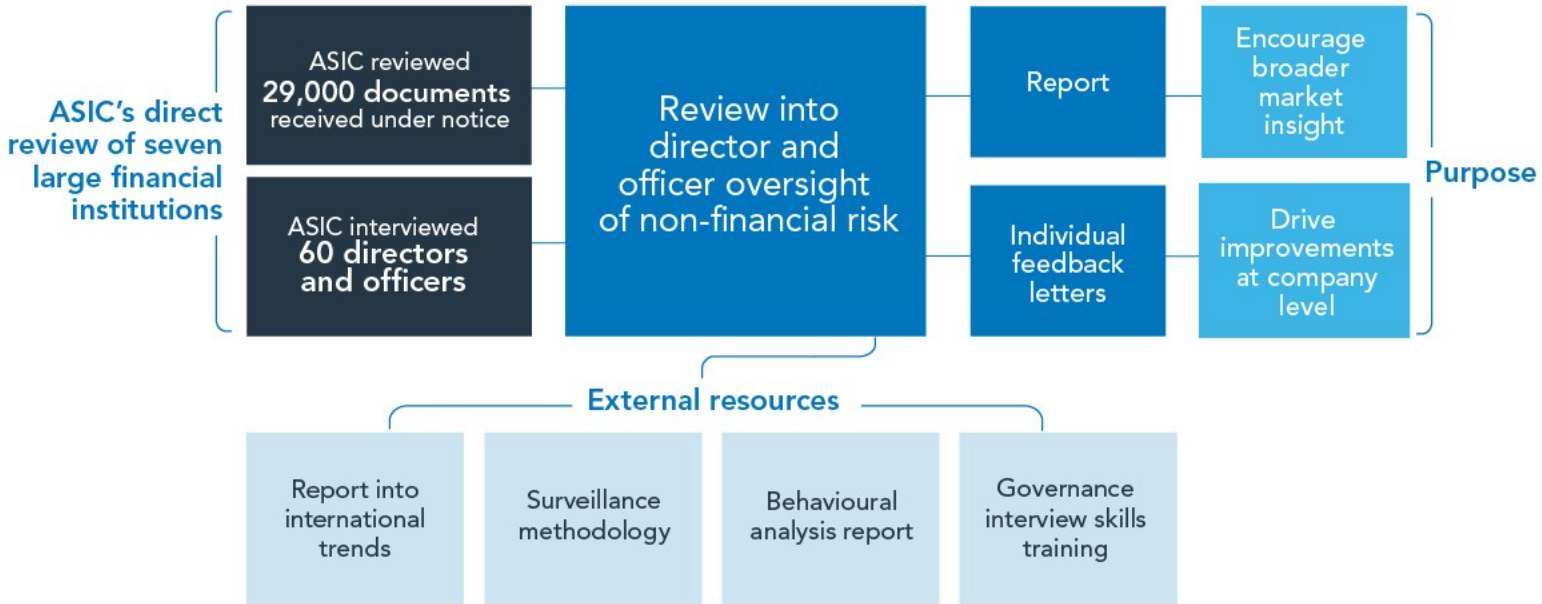 ASIC's direct
review of seven
large financial
institutions
ASIC reviewed
29,000 documents
received under notice
ASIC interviewed
60 directors
and officers
Review into
director and
officer oversight
of non-financial risk
Report
Individual
feedback
letters
Encourage
broader
market
insight
Drive
improvements
at company
level
Purpose
External resources
Report into
international
trends
Surveillance
methodology
Behavioural
analysis report
Governance
interview skills
training